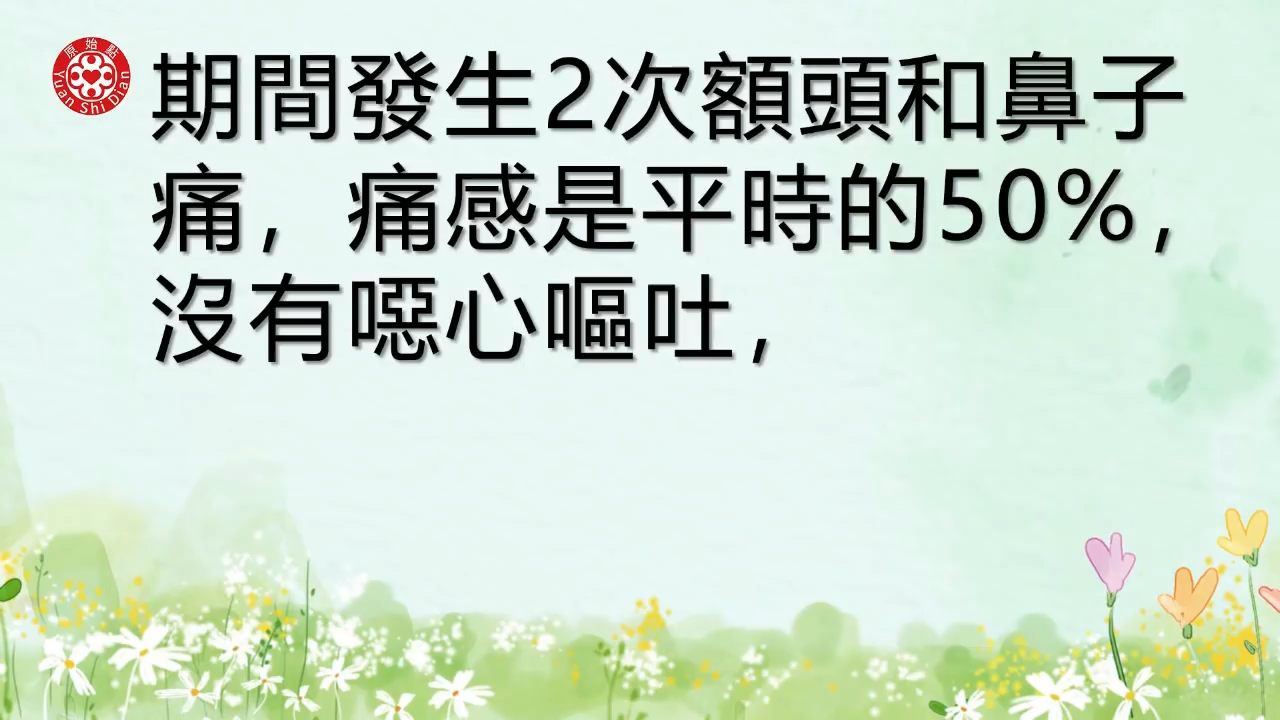 原始點
Yuan Shi Dian
期間發生2次額頭和鼻子
痛，痛感是平時的50%，
沒有噁心嘔吐，